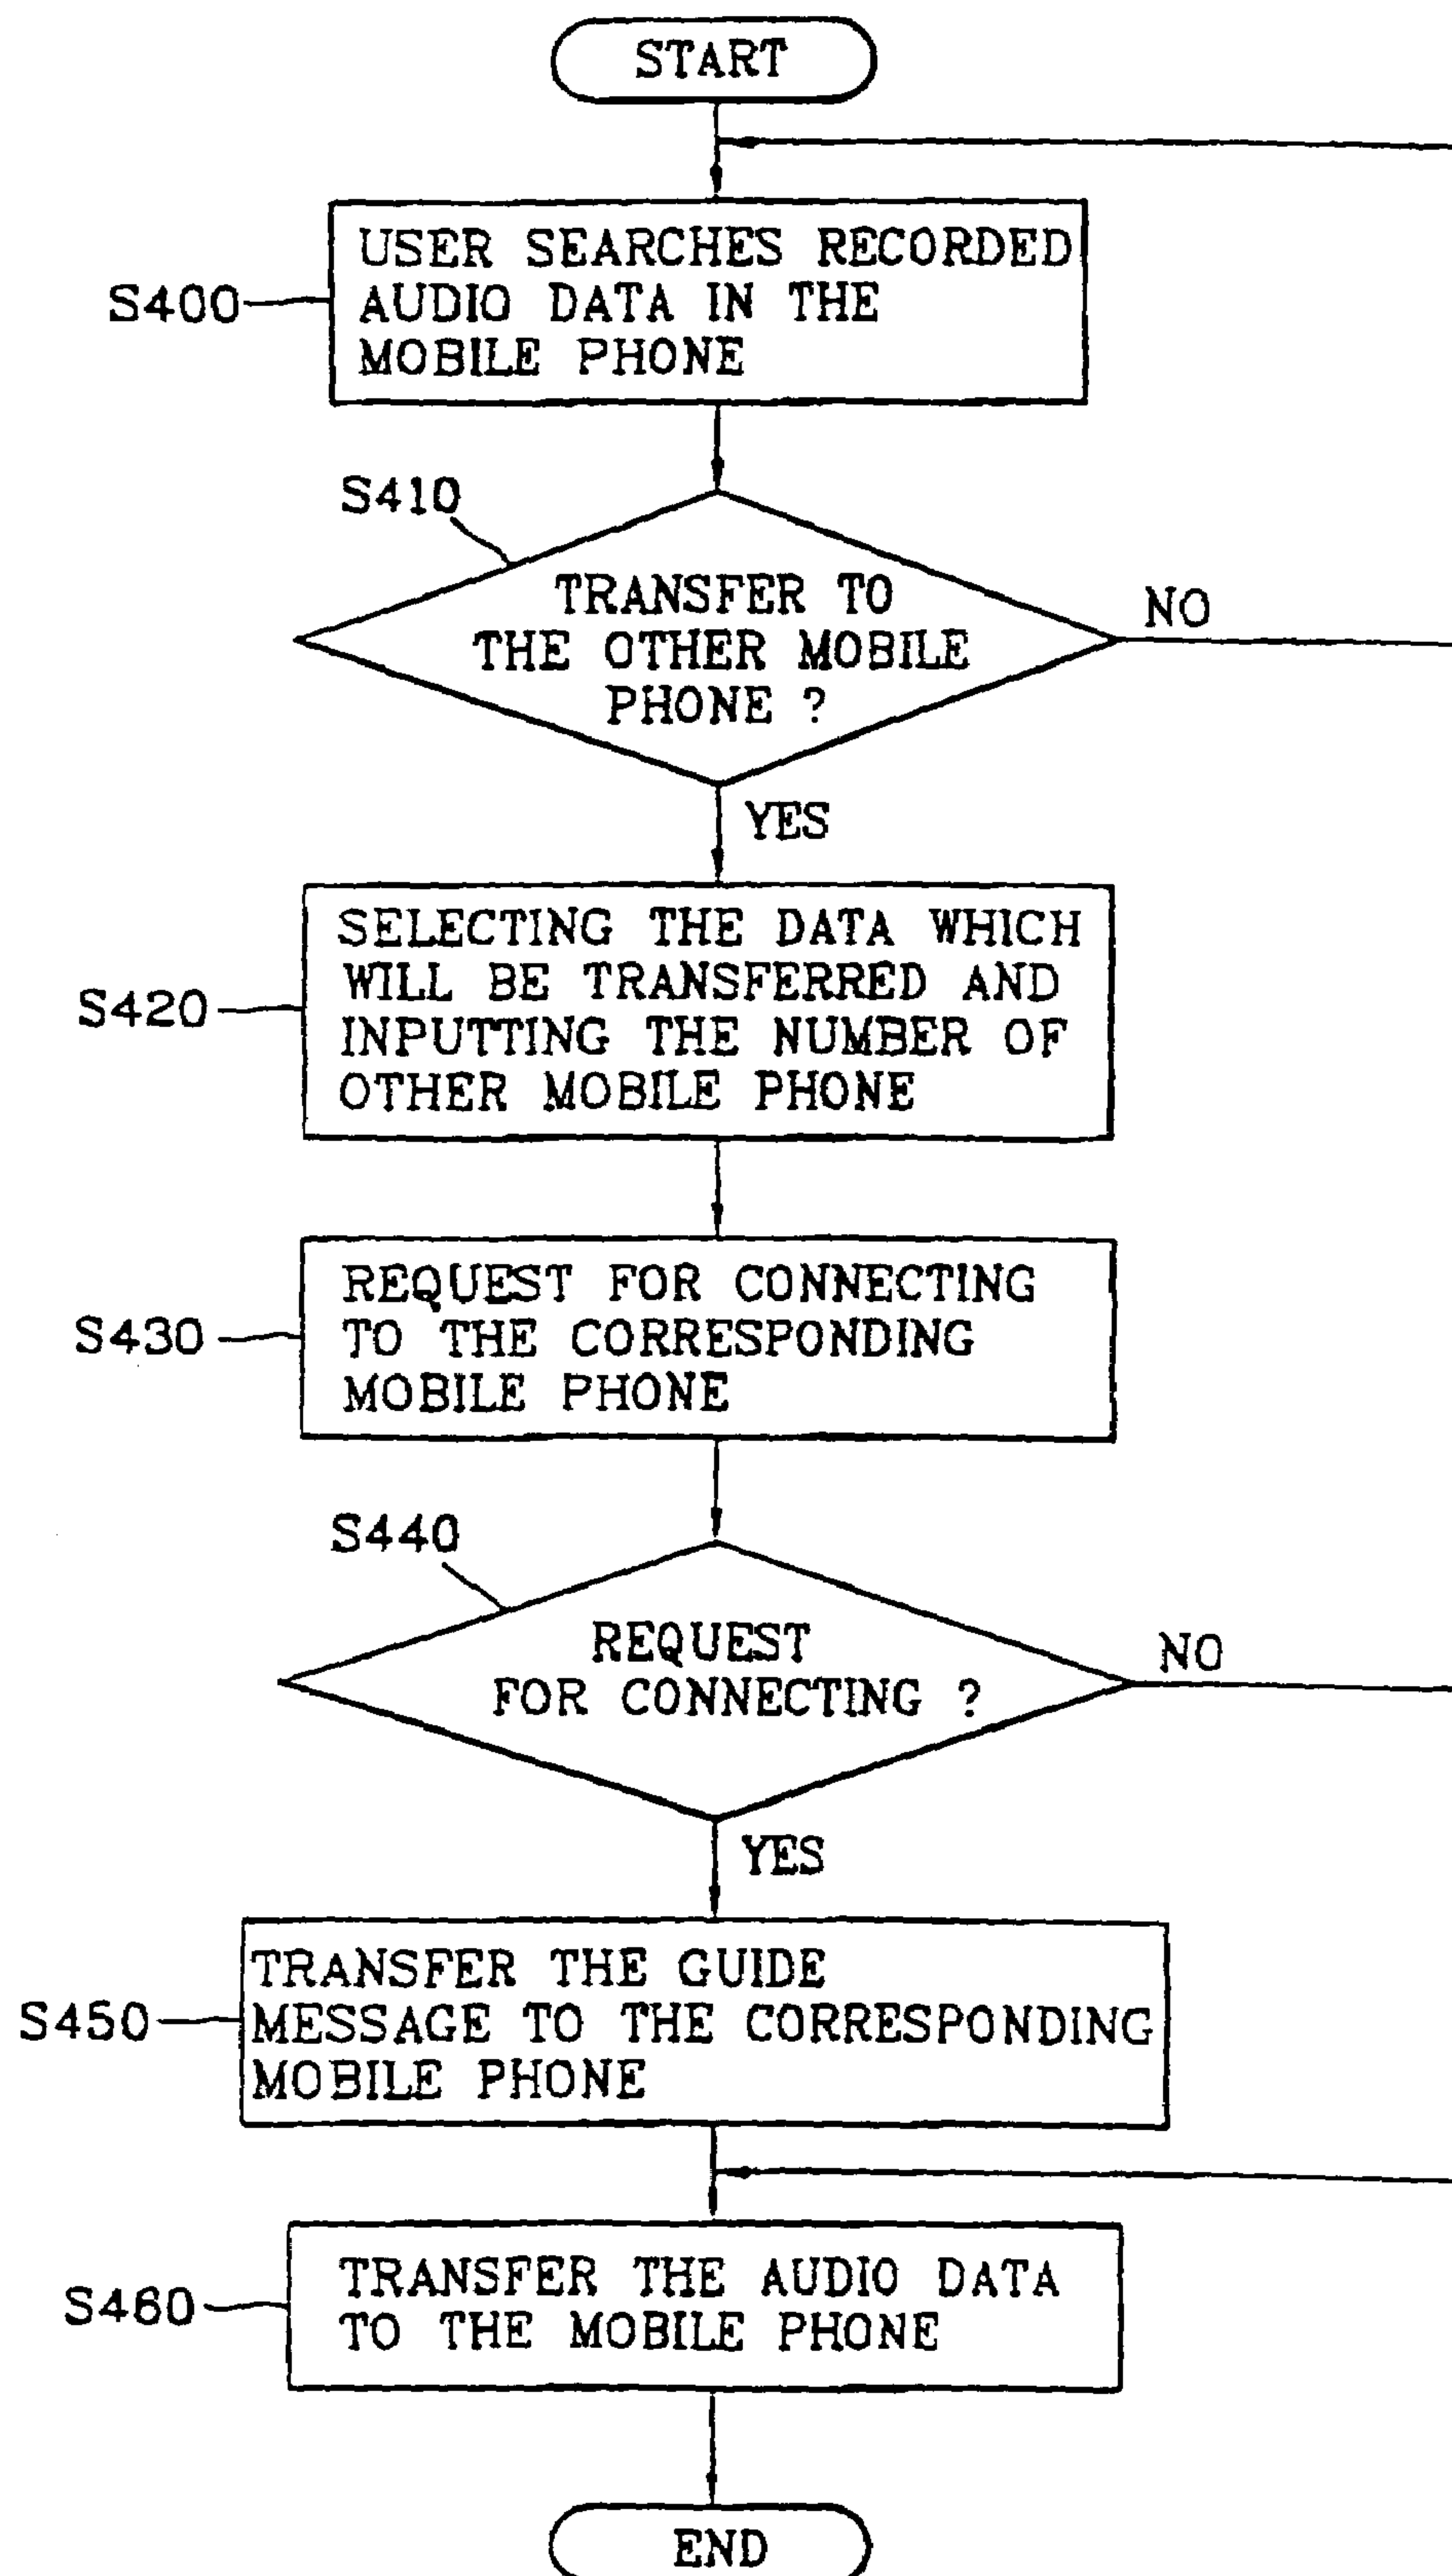 START
USER SEARCHES RECORDED
AUDIO DATA IN THE
MOBILE PHONE
S400
S410
TRANSFER TO
THE OTHER MOBILE
PHONE ?
NO
YES
SELECTING THE DATA WHICH
WILL BE TRANSFERRED AND
INPUTTING THE NUMBER OF
OTHER MOBILE PHONE
S420
REQUEST FOR CONNECTING
TO THE CORRESPONDING
MOBILE PHONE
S430
S440
REQUEST
FOR CONNECTING ?
NO
YES
TRANSFER THE GUIDE
MESSAGE TO THE CORRESPONDING
MOBILE PHONE
S450
TRANSFER THE AUDIO DATA
TO THE MOBILE PHONE
S460
END